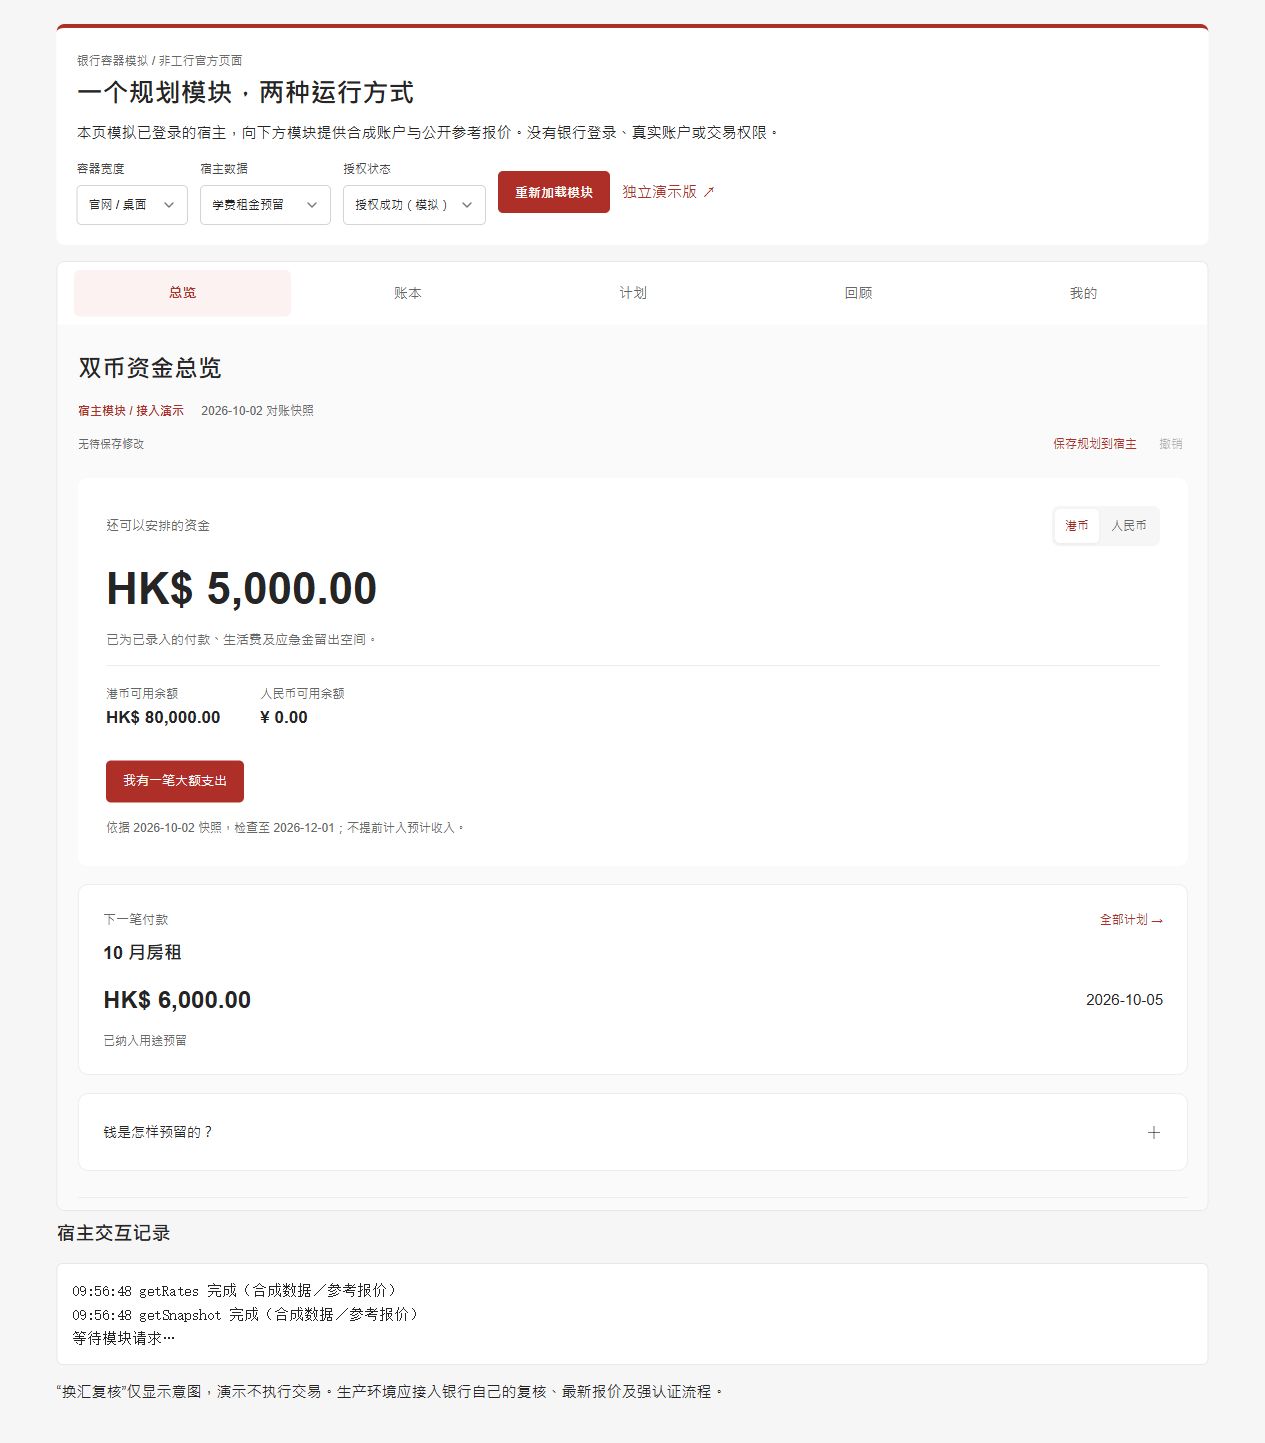 银行容器模拟 / 非工行官方页面
一个规划模块，两种运行方式
本页模拟已登录的宿主，向下方模块提供合成账户与公开参考报价。没有银行登录、真实账户或交易权限。
容器宽度 宿主数据 授权状态
官网 / 桌面 学费租金预留 授权成功（模拟） 重新加载模块 独立演示版 ↗
总览 账本 计划 回顾 我的
双币资金总览
宿主模块 / 接入演示 2026-10-02 对账快照
无待保存修改 保存规划到宿主 撤销
还可以安排的资金 港币 人民币
HK$ 5,000.00
已为已录入的付款、生活费及应急金留出空间。
港币可用余额 人民币可用余额
HK$ 80,000.00 ¥ 0.00
我有一笔大额支出
依据 2026-10-02 快照，检查至 2026-12-01；不提前计入预计收入。
下一笔付款 全部计划 →
10 月房租
HK$ 6,000.00 2026-10-05
已纳入用途预留
钱是怎样预留的？ +
宿主交互记录
09:56:48 getRates 完成（合成数据／参考报价）
09:56:48 getSnapshot 完成（合成数据／参考报价）
等待模块请求…
“换汇复核”仅显示意图，演示不执行交易。生产环境应接入银行自己的复核、最新报价及强认证流程。